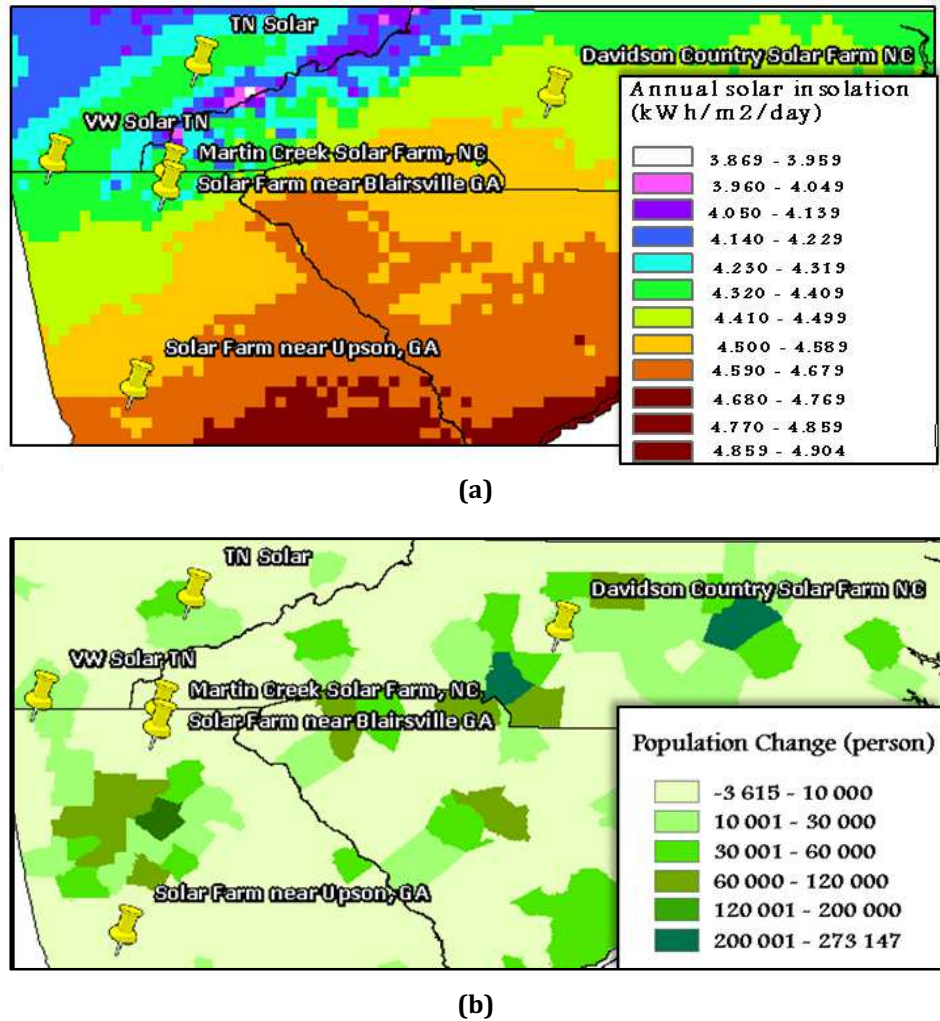 TN Solar
Davidson Country Solar Farm NC
VW Solar TN
Martin Creek Solar Farm, NC
Solar Farm near Blairsville GA
Solar Farm near Upson, GA
Annual solar insolation
(kWh/m2/day)
3.869 - 3.959
3.960 - 4.049
4.050 - 4.139
4.140 - 4.229
4.230 - 4.319
4.320 - 4.409
4.410 - 4.499
4.500 - 4.589
4.590 - 4.679
4.680 - 4.769
4.770 - 4.859
4.859 - 4.904
(a)
TN Solar
Davidson Country Solar Farm NC
VW Solar TN
Martin Creek Solar Farm, NC
Solar Farm near Blairsville GA
Solar Farm near Upson, GA
Population Change (person)
-3 615 - 10 000
10 001 - 30 000
30 001 - 60 000
60 000 - 120 000
120 001 - 200 000
200 001 - 273 147
(b)